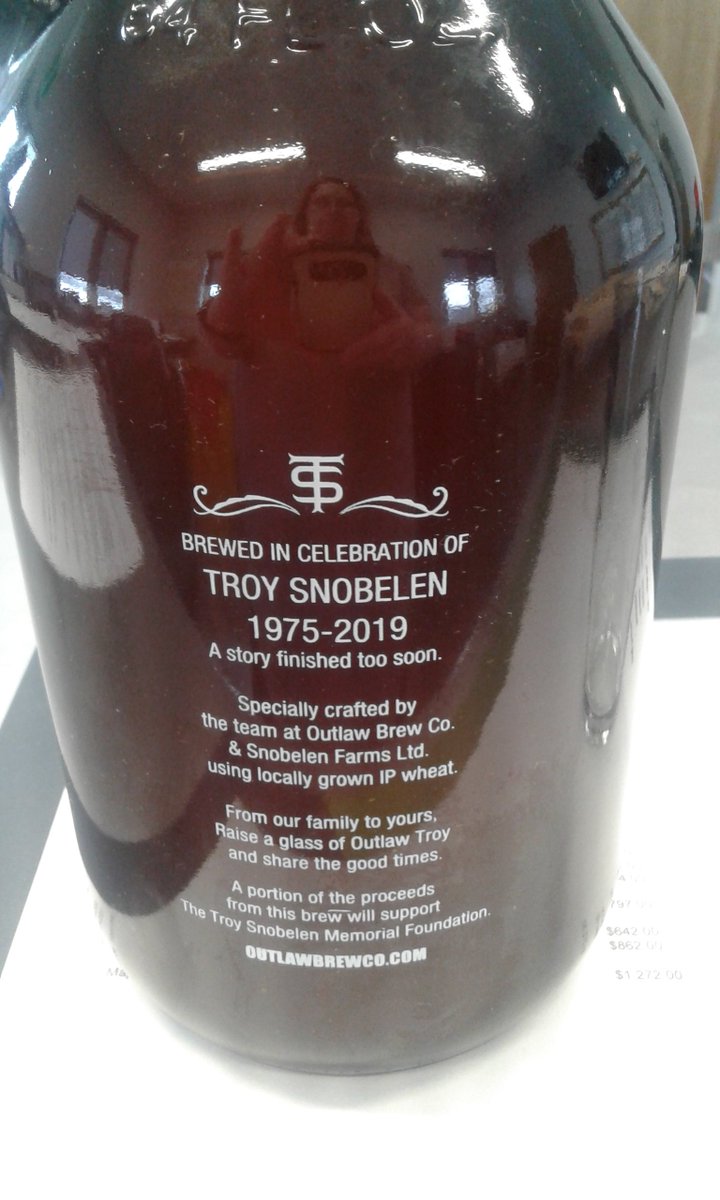 TS
BREWED IN CELEBRATION OF
TROY SNOBELEN
1975-2019
A story finished too soon.
Specially crafted by
the team at Outlaw Brew Co.
& Snobelen Farms Ltd.
using locally grown IP wheat.
From our family to yours,
Raise a glass of Outlaw Troy
and share the good times.
A portion of the proceeds
from this brew will support
The Troy Snobelen Memorial Foundation.
OUTLAWBREWCO.COM
$642.00
$862.00
$1 272.00